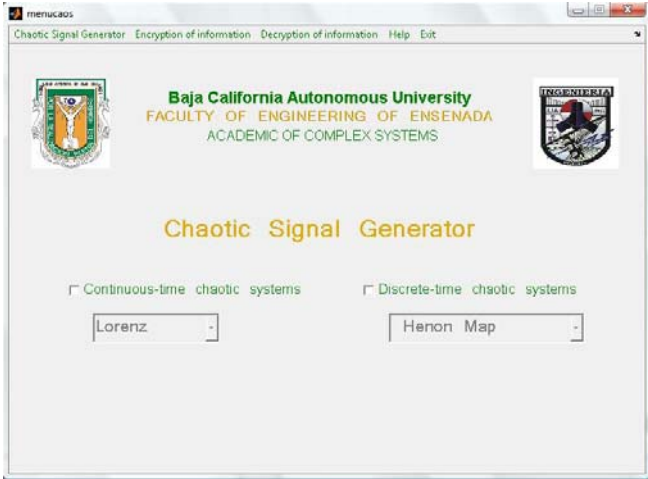 menucaos
Chaotic Signal Generator Encryption of information Decryption of information Help Exit
Baja California Autonomous University
FACULTY OF ENGINEERING OF ENSENADA
ACADEMIC OF COMPLEX SYSTEMS
INGENIERIA
Chaotic Signal Generator
Continuous-time chaotic systems Discrete-time chaotic systems
Lorenz Henon Map